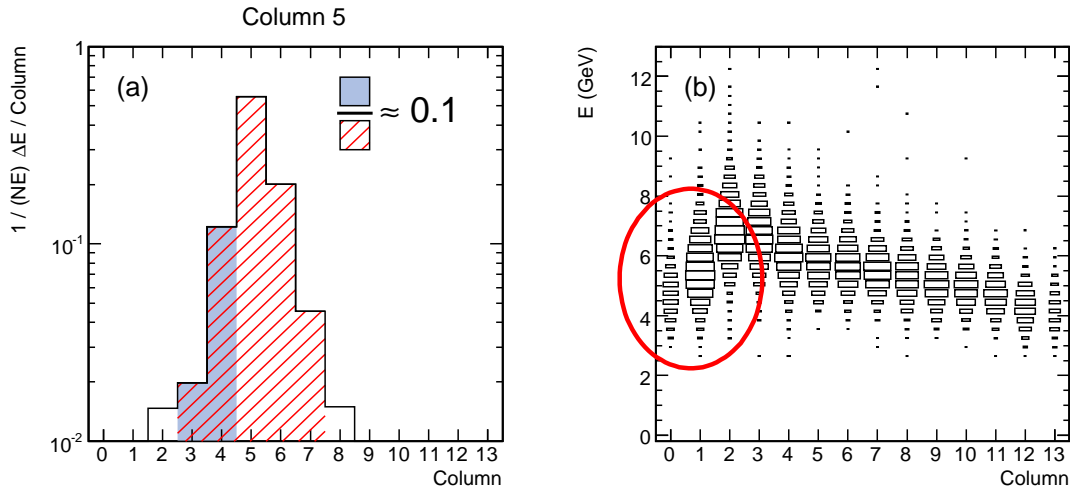 Column 5
1 / (NE) ΔE / Column
1
10⁻¹
10⁻²
(a)
≈ 0.1
0 1 2 3 4 5 6 7 8 9 10 11 12 13
Column
E (GeV)
12
10
8
6
4
2
0
(b)
0 1 2 3 4 5 6 7 8 9 10 11 12 13
Column